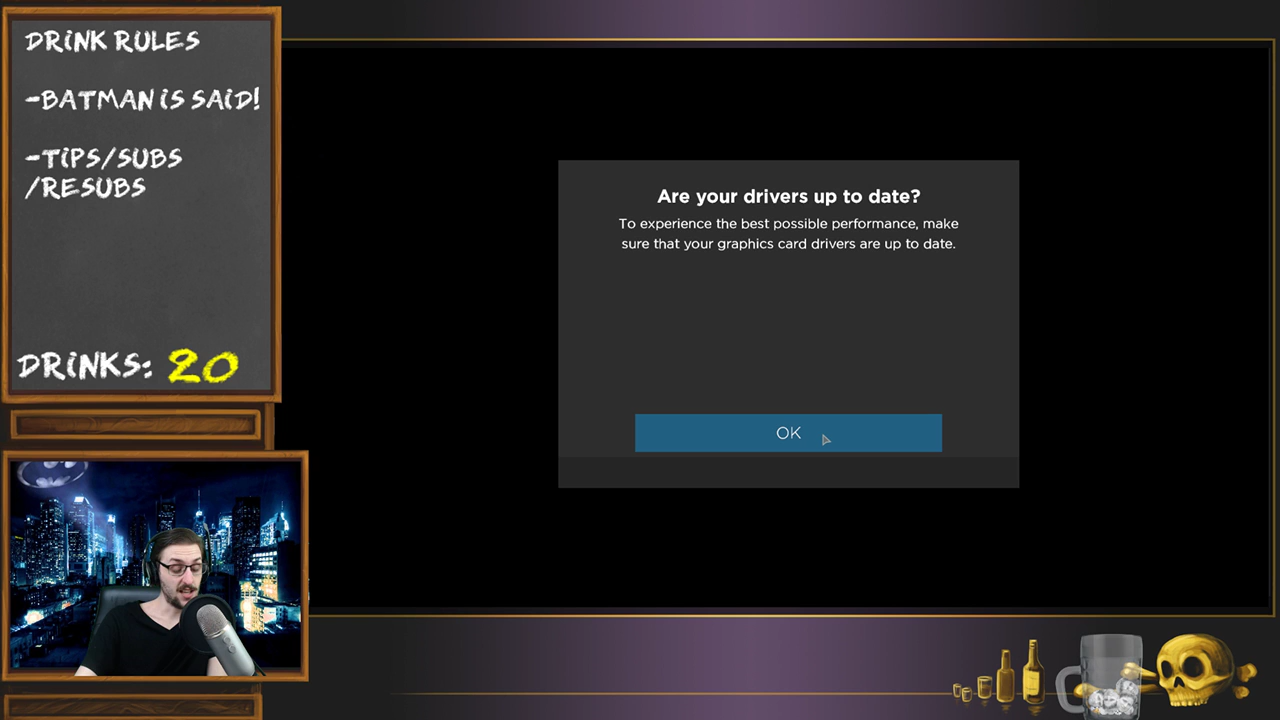 DRINK RULES
-BATMAN IS SAID!
-TIPS/SUBS
/RESUBS
DRINKS: 20
Are your drivers up to date?
To experience the best possible performance, make
sure that your graphics card drivers are up to date.
OK